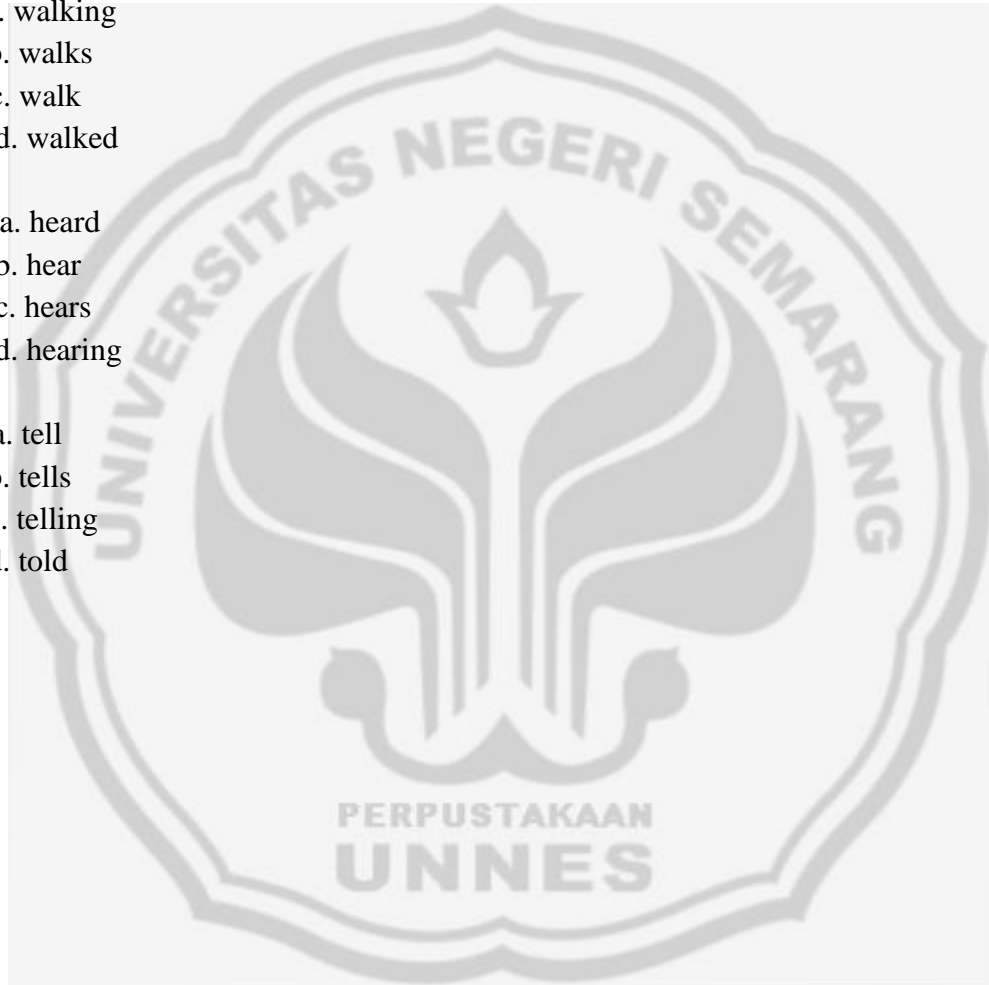 . walking
b. walks
c. walk
d. walked
a. heard
b. hear
c. hears
d. hearing
a. tell
b. tells
. telling
d. told
UNIVERSITAS NEGERI SEMARANG
PERPUSTAKAAN
UNNES